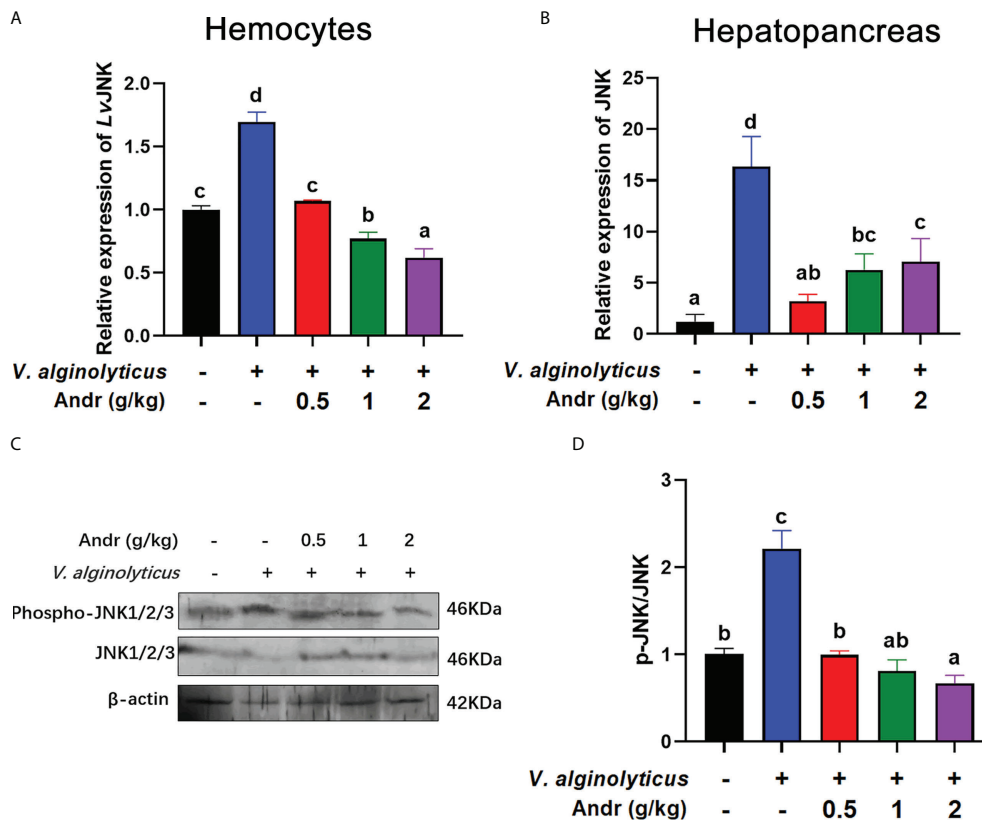 A
Hemocytes
Relative expression of LvJNK
2.0
1.5
1.0
0.5
0.0
c
d
c
b
a
V. alginolyticus - + + + +
Andr (g/kg) - - 0.5 1 2
B
Hepatopancreas
Relative expression of JNK
25
20
15
10
5
0
a
d
ab
bc
c
V. alginolyticus - + + + +
Andr (g/kg) - - 0.5 1 2
C
Andr (g/kg) - - 0.5 1 2
V. alginolyticus - + + + +
Phospho-JNK1/2/3 46KDa
JNK1/2/3 46KDa
β-actin 42KDa
D
p-JNK/JNK
3
2
1
0
b
c
b
ab
a
V. alginolyticus - + + + +
Andr (g/kg) - - 0.5 1 2